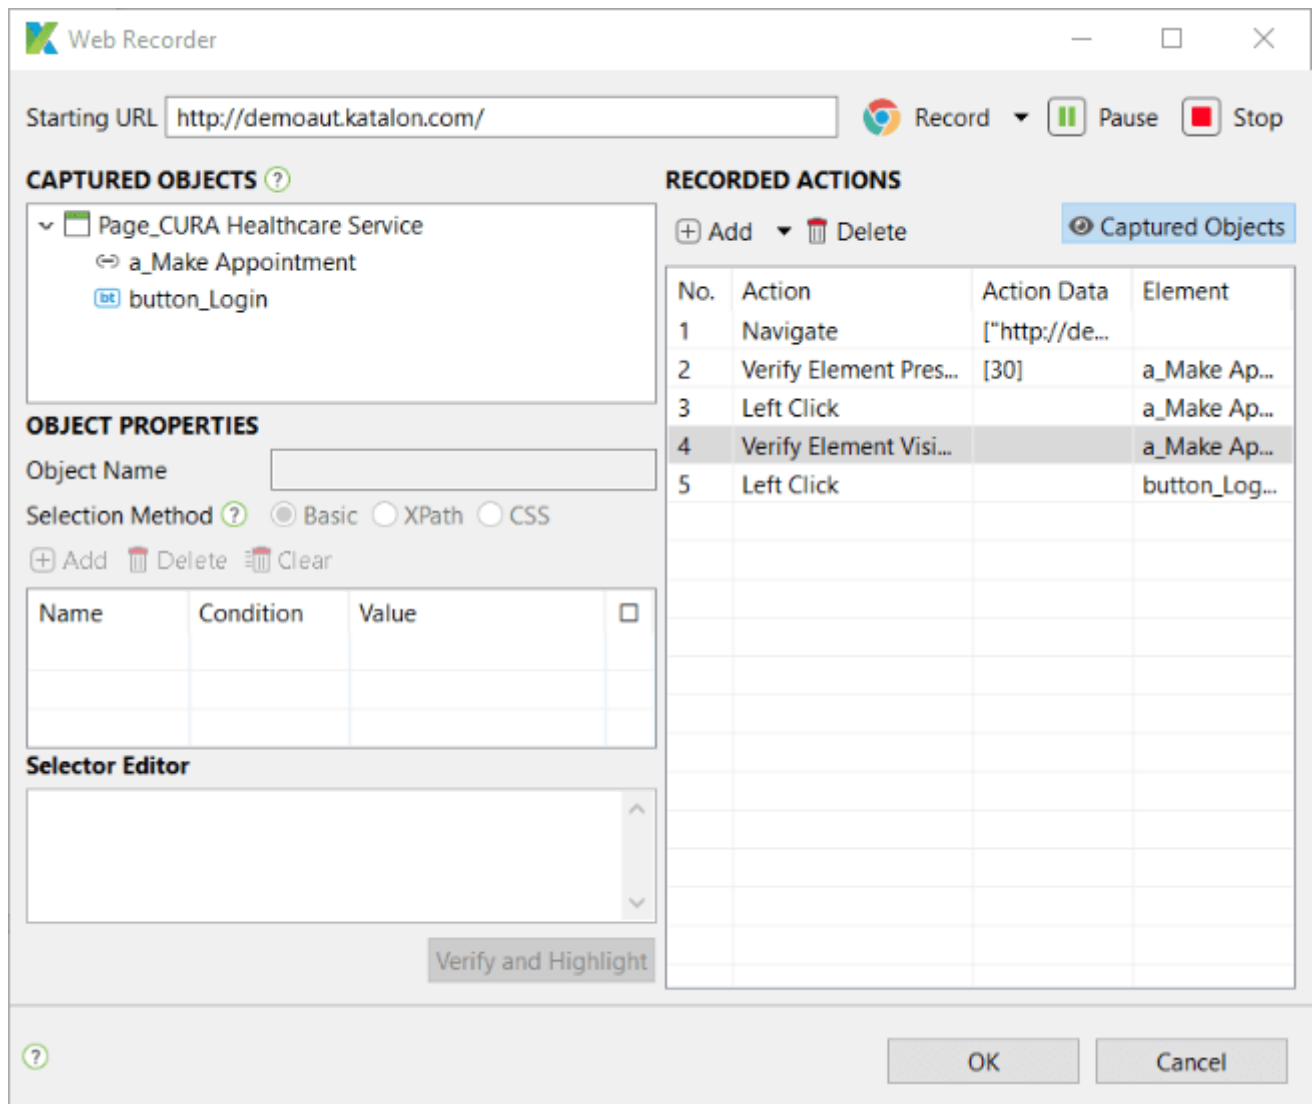 Web Recorder
Starting URL http://demoaut.katalon.com/ Record Pause Stop
CAPTURED OBJECTS ?
Page_CURA Healthcare Service
a_Make Appointment
bt button_Login
OBJECT PROPERTIES
Object Name
Selection Method ? Basic XPath CSS
Add Delete Clear
Name Condition Value
Selector Editor
Verify and Highlight
RECORDED ACTIONS
Add Delete Captured Objects
No. Action Action Data Element
1 Navigate ["http://de...
2 Verify Element Pres... [30] a_Make Ap...
3 Left Click a_Make Ap...
4 Verify Element Visi... a_Make Ap...
5 Left Click button_Log...
? OK Cancel